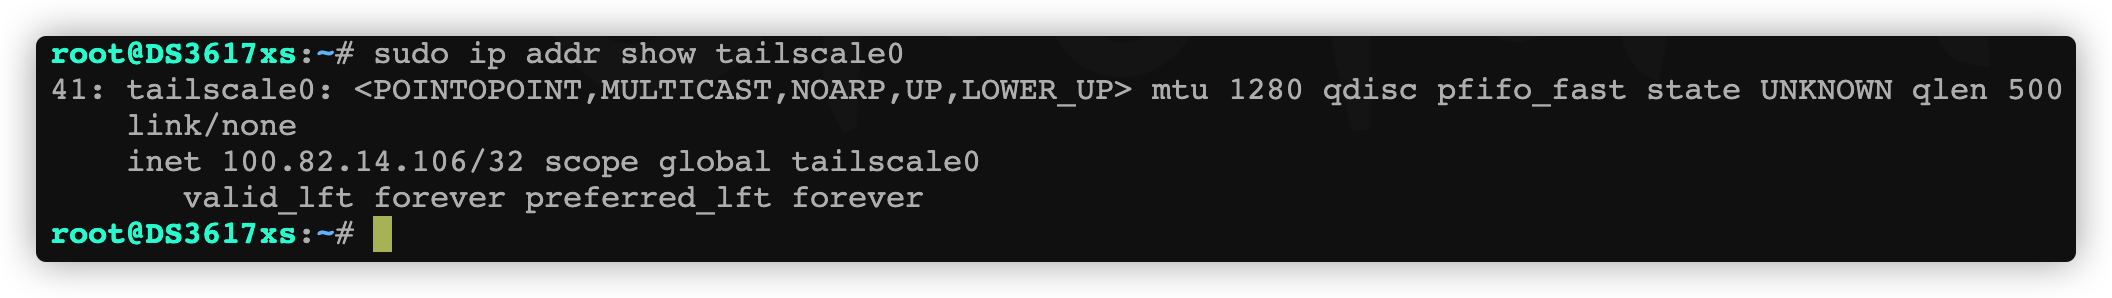 root@DS3617xs:~# sudo ip addr show tailscale0
41: tailscale0: <POINTOPOINT,MULTICAST,NOARP,UP,LOWER_UP> mtu 1280 qdisc pfifo_fast state UNKNOWN qlen 500
    link/none
    inet 100.82.14.106/32 scope global tailscale0
       valid_lft forever preferred_lft forever
root@DS3617xs:~#